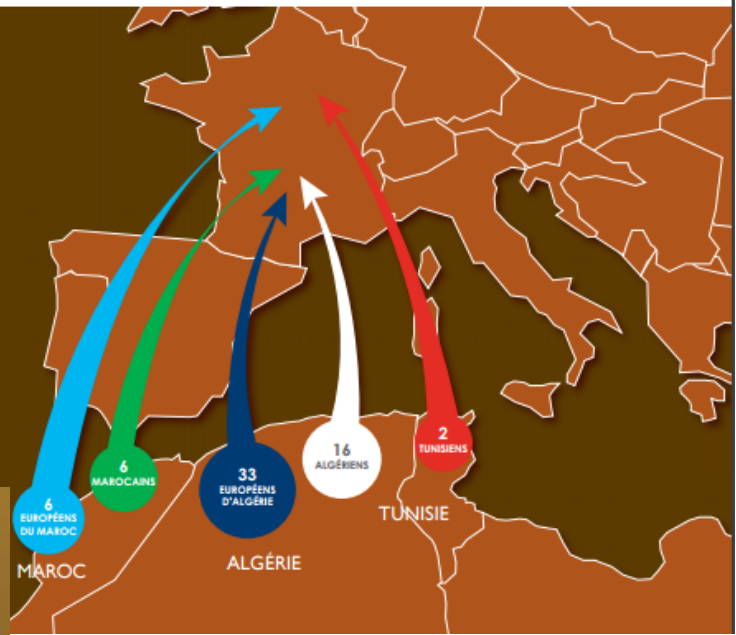 6
EUROPÉENS
DU MAROC
6
MAROCAINS
33
EUROPÉENS
D'ALGÉRIE
16
ALGÉRIENS
2
TUNISIENS
MAROC
ALGÉRIE
TUNISIE